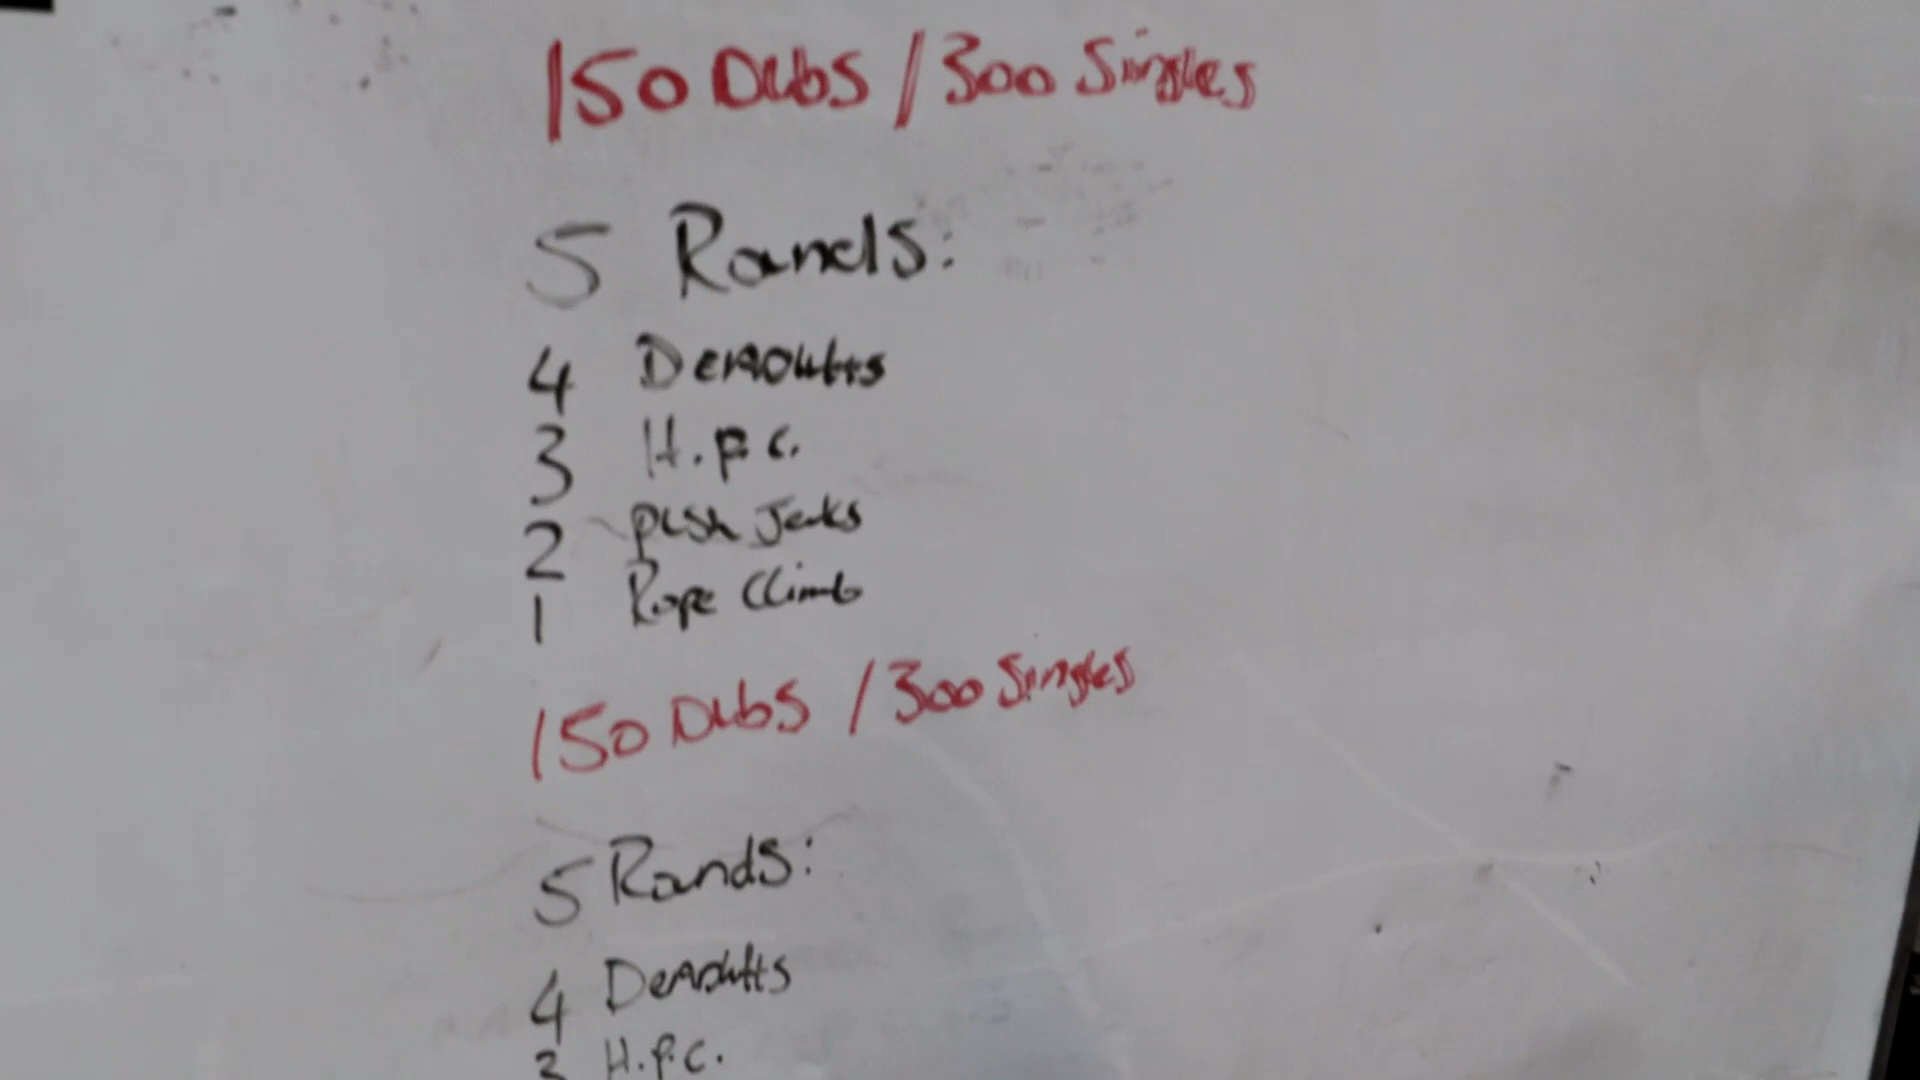 150 Dubs / 300 Singles
5 Rounds:
4 Deadlifts
3 H.p.c.
2 push Jerks
1 Rope Climb
150 Dubs / 300 Singles
5 Rounds:
4 Deadlifts
3 H.p.c.